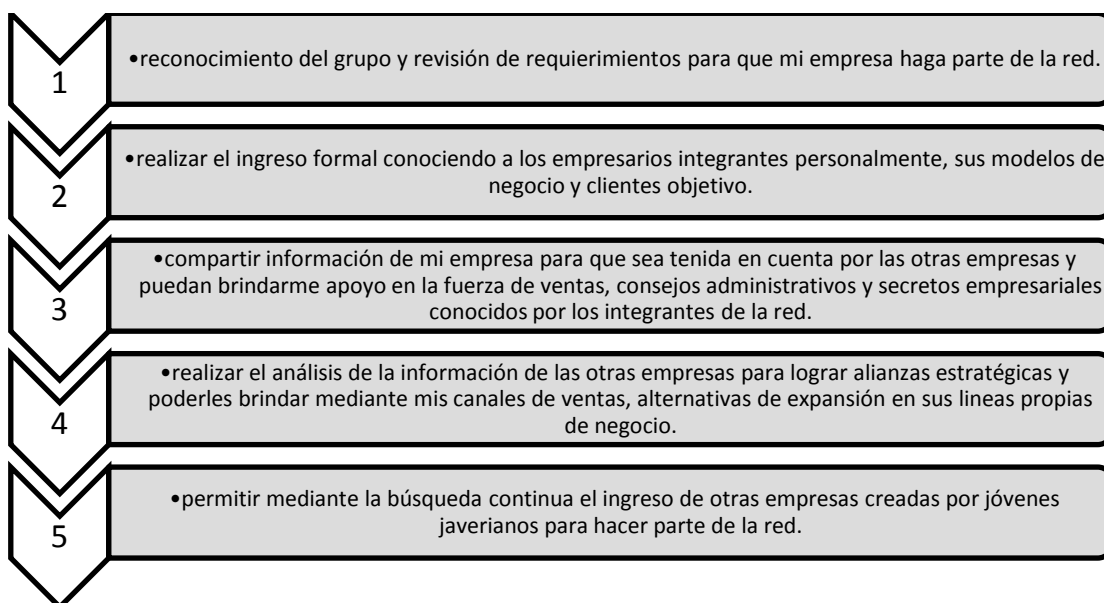 1
•reconocimiento del grupo y revisión de requierimientos para que mi empresa haga parte de la red.
2
•realizar el ingreso formal conociendo a los empresarios integrantes personalmente, sus modelos de
negocio y clientes objetivo.
3
•compartir información de mi empresa para que sea tenida en cuenta por las otras empresas y
puedan brindarme apoyo en la fuerza de ventas, consejos administrativos y secretos empresariales
conocidos por los integrantes de la red.
4
•realizar el análisis de la información de las otras empresas para lograr alianzas estratégicas y
poderles brindar mediante mis canales de ventas, alternativas de expansión en sus lineas propias
de negocio.
5
•permitir mediante la búsqueda continua el ingreso de otras empresas creadas por jóvenes
javerianos para hacer parte de la red.